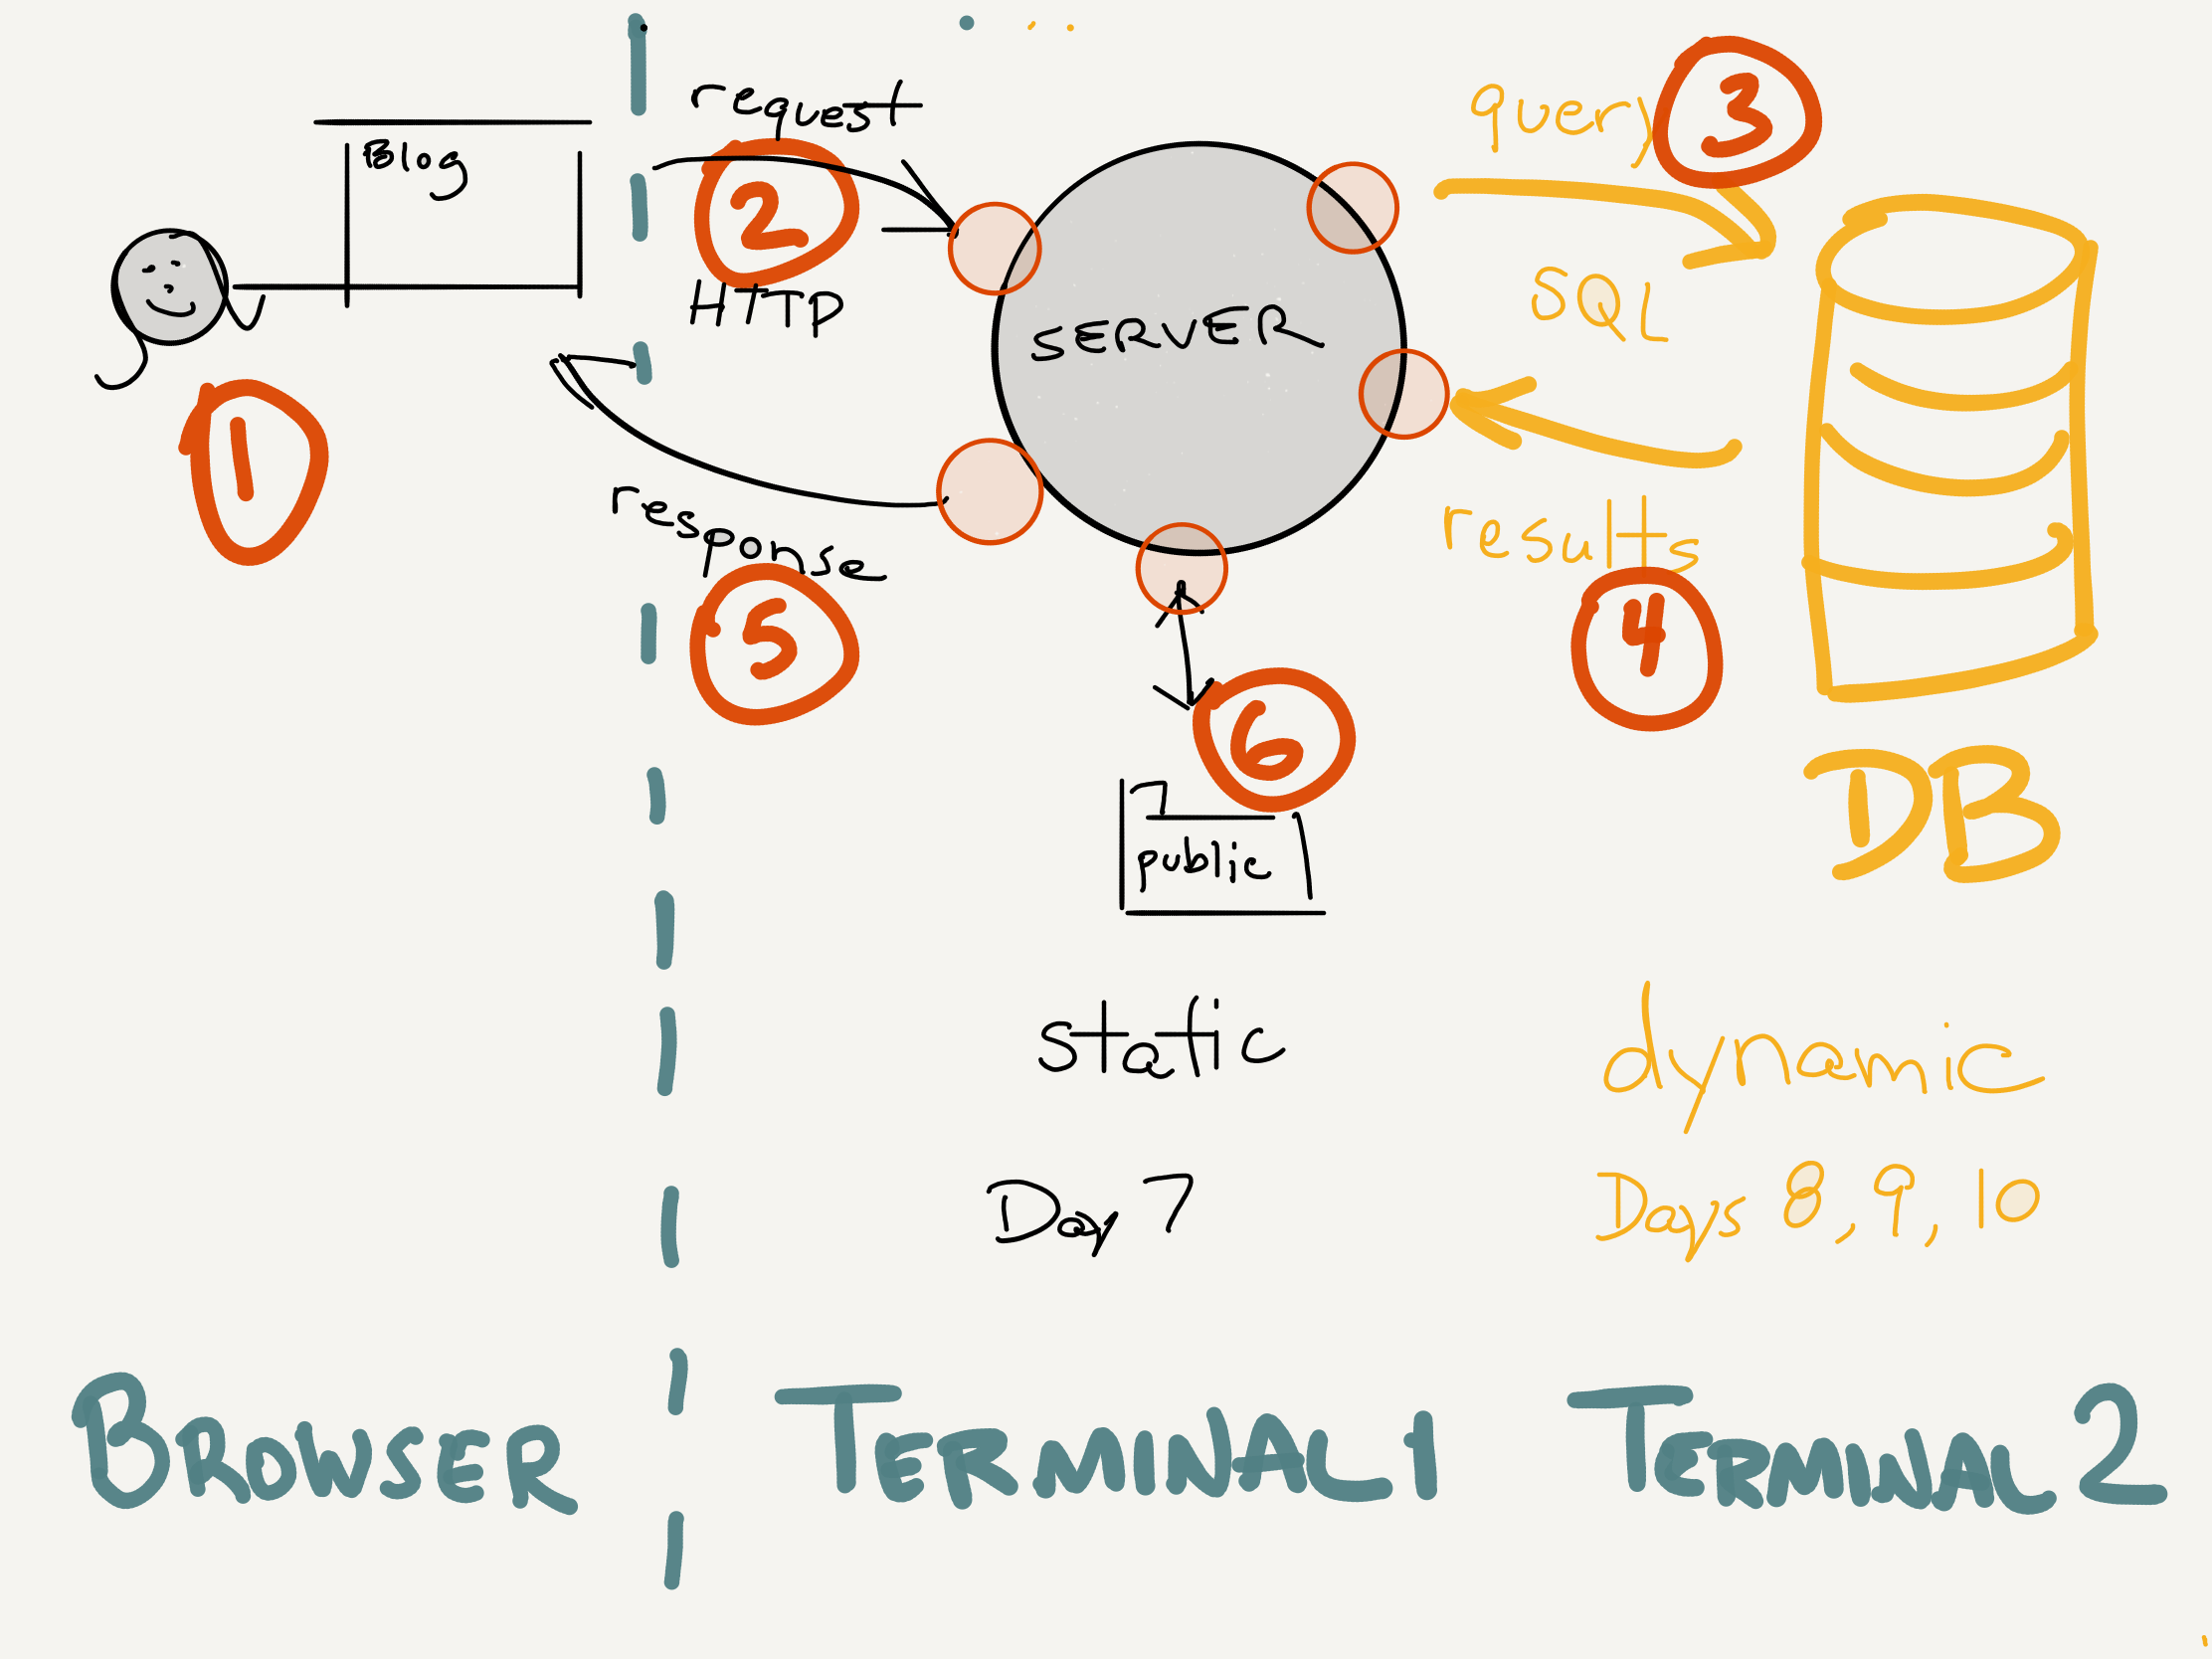 request
query
3
Blog
2
HTTP
SERVER
SQL
1
response
results
5
4
6
public
DB
static
dynamic
Day 7
Days 8, 9, 10
BROWSER
TERMINAL 1
TERMINAL 2